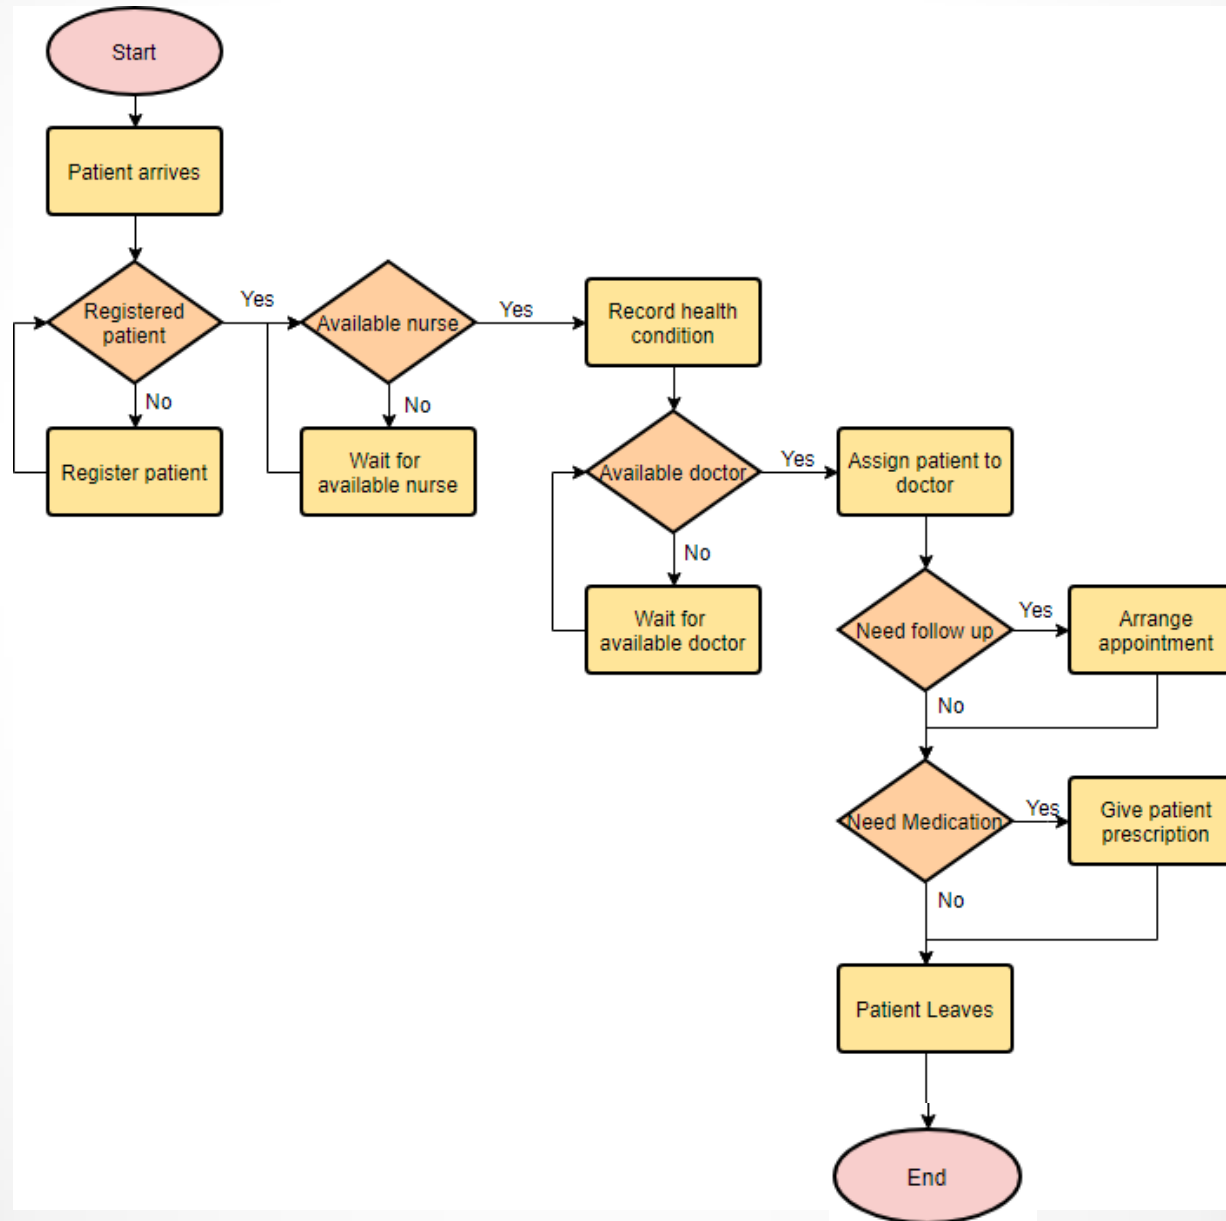 Start
Patient arrives
Registered
patient
Yes
No
Register patient
Available nurse
Yes
No
Wait for
available nurse
Record health
condition
Available doctor
Yes
No
Wait for
available doctor
Assign patient to
doctor
Need follow up
Yes
No
Arrange
appointment
Need Medication
Yes
No
Give patient
prescription
Patient Leaves
End